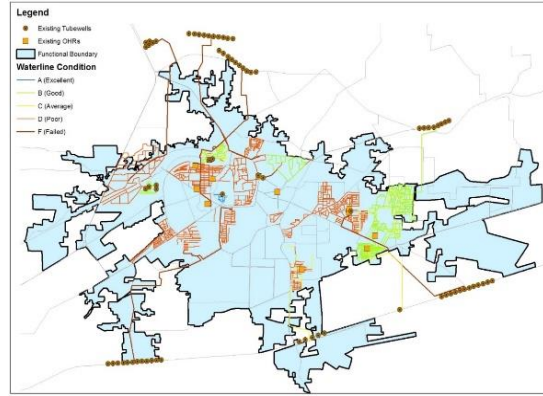 Legend
Existing Tubewells
Existing OHRs
Functional Boundary
Waterline Condition
A (Excellent)
B (Good)
C (Average)
D (Poor)
F (Failed)